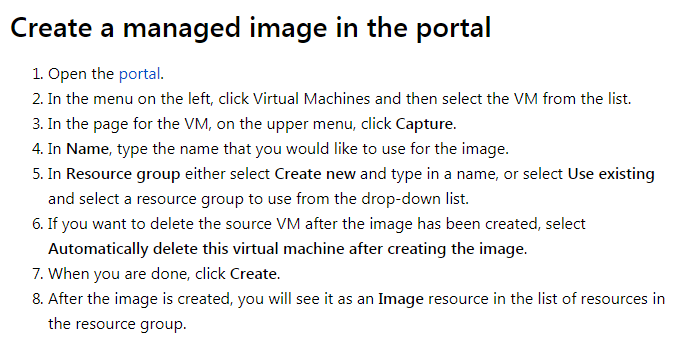 Create a managed image in the portal
1. Open the portal.
2. In the menu on the left, click Virtual Machines and then select the VM from the list.
3. In the page for the VM, on the upper menu, click Capture.
4. In Name, type the name that you would like to use for the image.
5. In Resource group either select Create new and type in a name, or select Use existing
and select a resource group to use from the drop-down list.
6. If you want to delete the source VM after the image has been created, select
Automatically delete this virtual machine after creating the image.
7. When you are done, click Create.
8. After the image is created, you will see it as an Image resource in the list of resources in
the resource group.